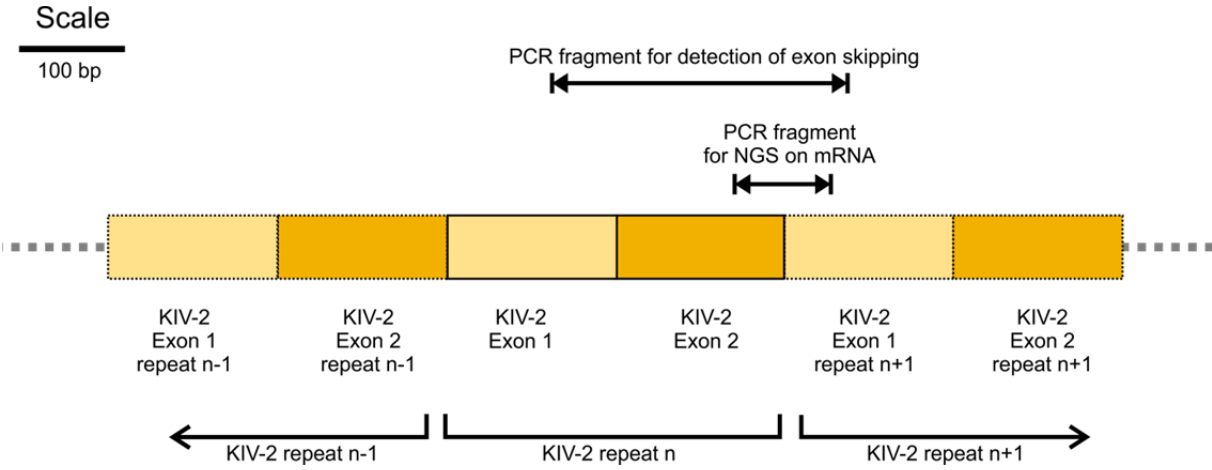 Scale
100 bp
PCR fragment for detection of exon skipping
PCR fragment
for NGS on mRNA
KIV-2
Exon 1
repeat n-1
KIV-2
Exon 2
repeat n-1
KIV-2
Exon 1
KIV-2
Exon 2
KIV-2
Exon 1
repeat n+1
KIV-2
Exon 2
repeat n+1
KIV-2 repeat n-1
KIV-2 repeat n
KIV-2 repeat n+1